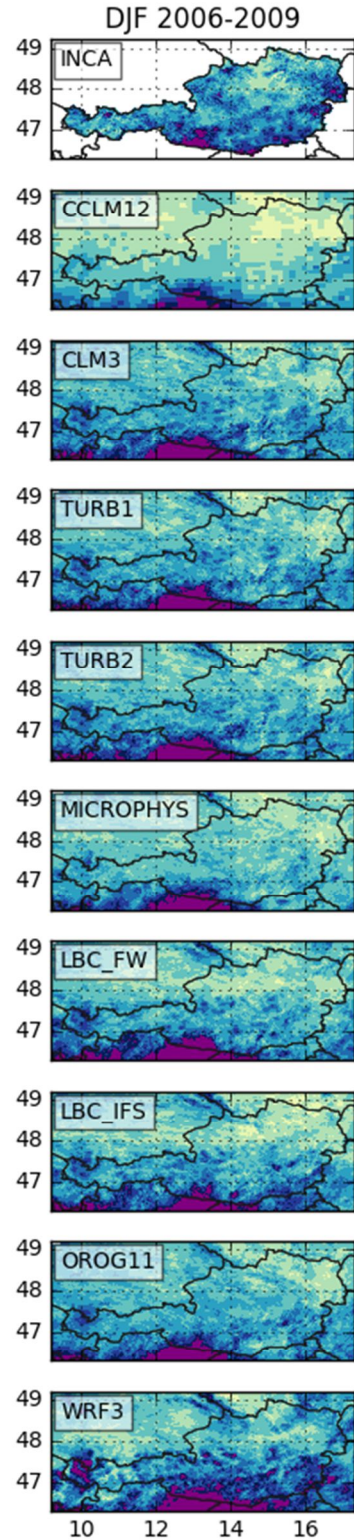 DJF 2006-2009
49
INCA
48
47
49
CCLM12
48
47
49
CLM3
48
47
49
TURB1
48
47
49
TURB2
48
47
49
MICROPHYS
48
47
49
LBC_FW
48
47
49
LBC_IFS
48
47
49
OROG11
48
47
49
WRF3
48
47
10 12 14 16